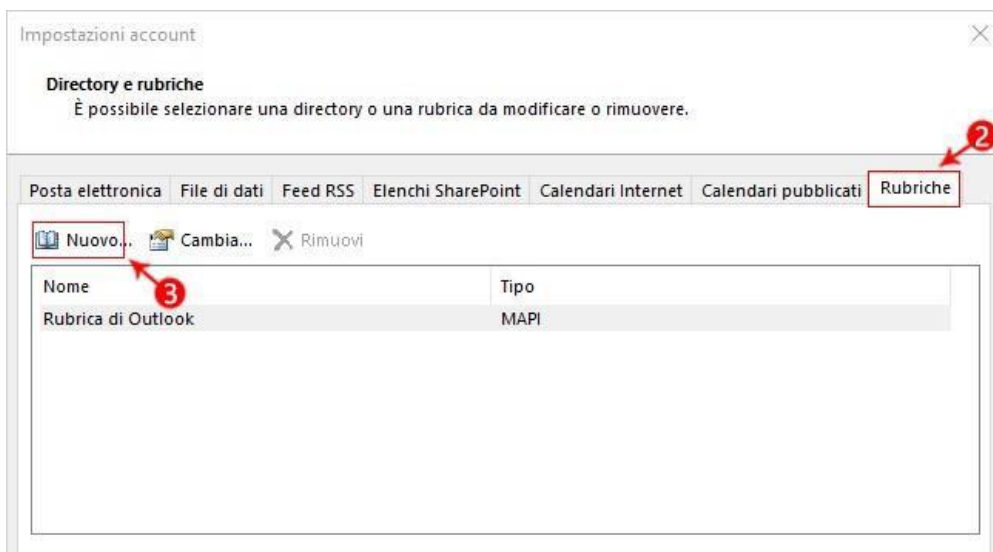 Impostazioni account
Directory e rubriche
È possibile selezionare una directory o una rubrica da modificare o rimuovere.
2
Posta elettronica File di dati Feed RSS Elenchi SharePoint Calendari Internet Calendari pubblicati Rubriche
Nuovo... Cambia... Rimuovi
3
Nome Tipo
Rubrica di Outlook MAPI